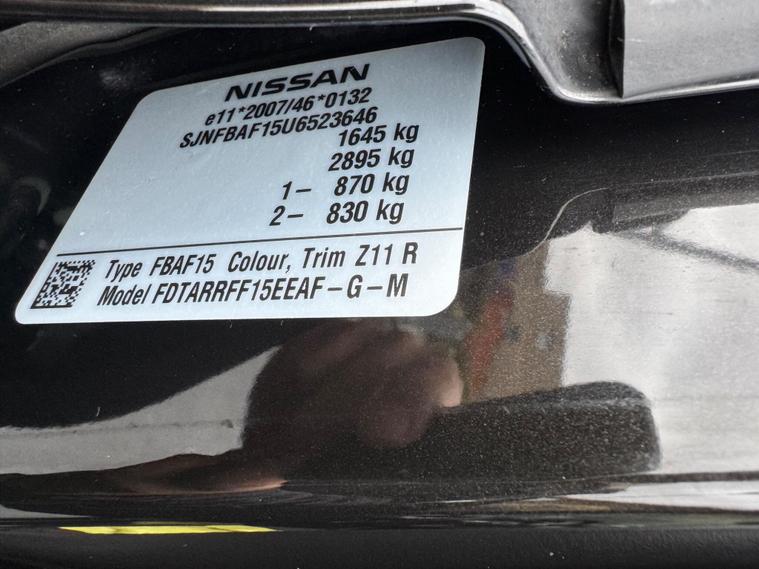 NISSAN
e11*2007/46*0132
SJNFBAF15U6523646
1645 kg
2895 kg
1– 870 kg
2– 830 kg
Type FBAF15 Colour, Trim Z11 R
Model FDTARRFF15EEAF–G–M